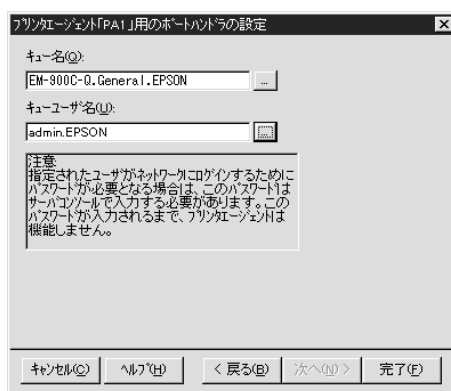 プリンタエージェント「PA1」用のポートハンドラの設定
キュー名(Q):
EM-900C-Q.General.EPSON
...
キューユーザ名(U):
admin.EPSON
...
注意:
指定されたユーザがネットワークにログインするために
パスワードが必要となる場合は、このパスワードは
サーバコンソールで入力する必要があります。この
パスワードが入力されるまで、プリンタエージェントは
機能しません。
キャンセル(C) ヘルプ(H) < 戻る(B) 次へ(N) > 完了(F)